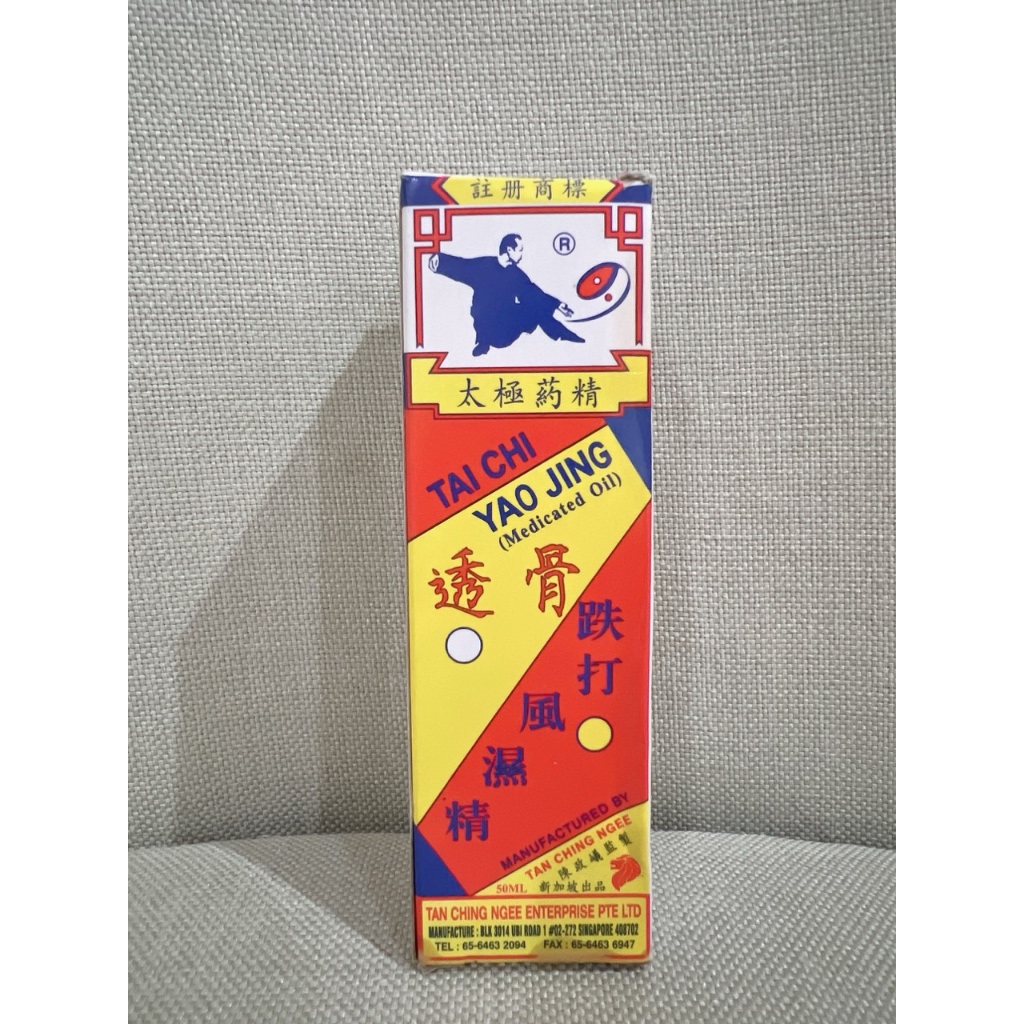 註册商標
®
太極葯精
TAI CHI
YAO JING
(Medicated Oil)
透骨
跌打
風濕精
MANUFACTURED BY
TAN CHING NGEE
陳政㬢監製
50ML 新加坡出品
TAN CHING NGEE ENTERPRISE PTE LTD
MANUFACTURE : BLK 3014 UBI ROAD 1 #02-272 SINGAPORE 408702
TEL : 65-6463 2094 FAX : 65-6463 6947